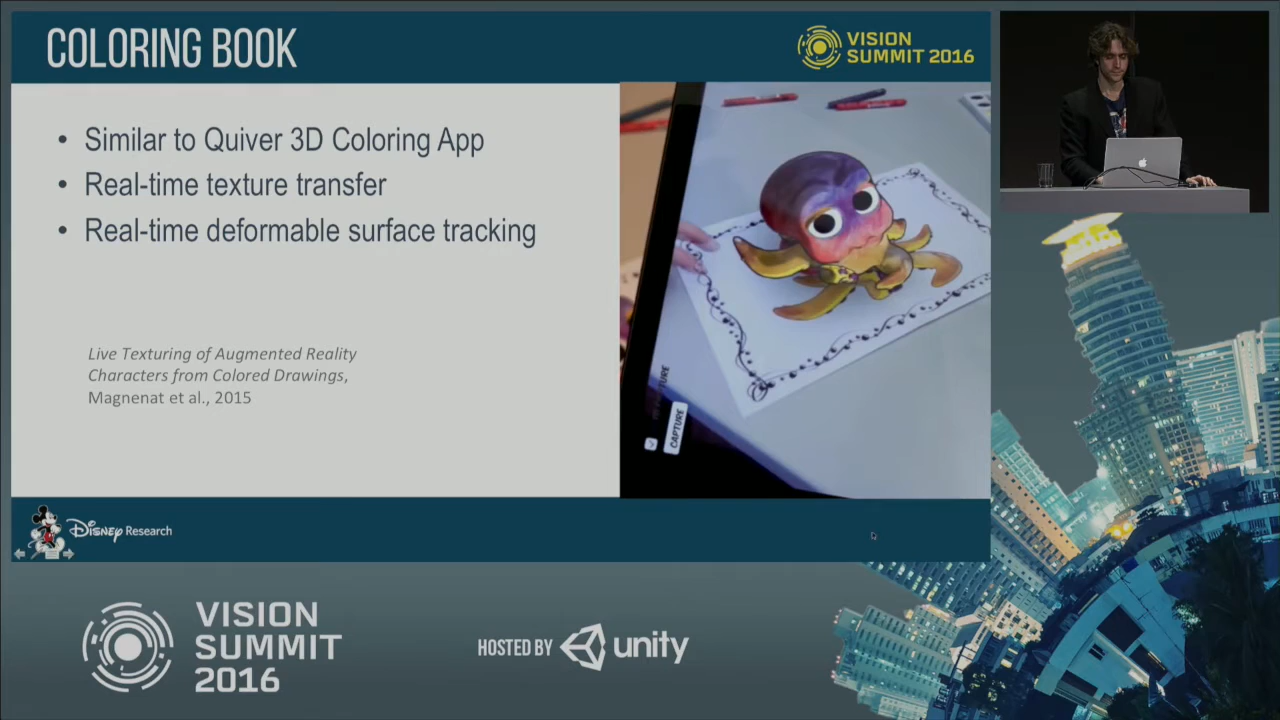 COLORING BOOK
VISION
SUMMIT 2016
• Similar to Quiver 3D Coloring App
• Real-time texture transfer
• Real-time deformable surface tracking
Live Texturing of Augmented Reality
Characters from Colored Drawings,
Magnenat et al., 2015
CAPTURE
Disney Research
VISION
SUMMIT
2016
HOSTED BY unity